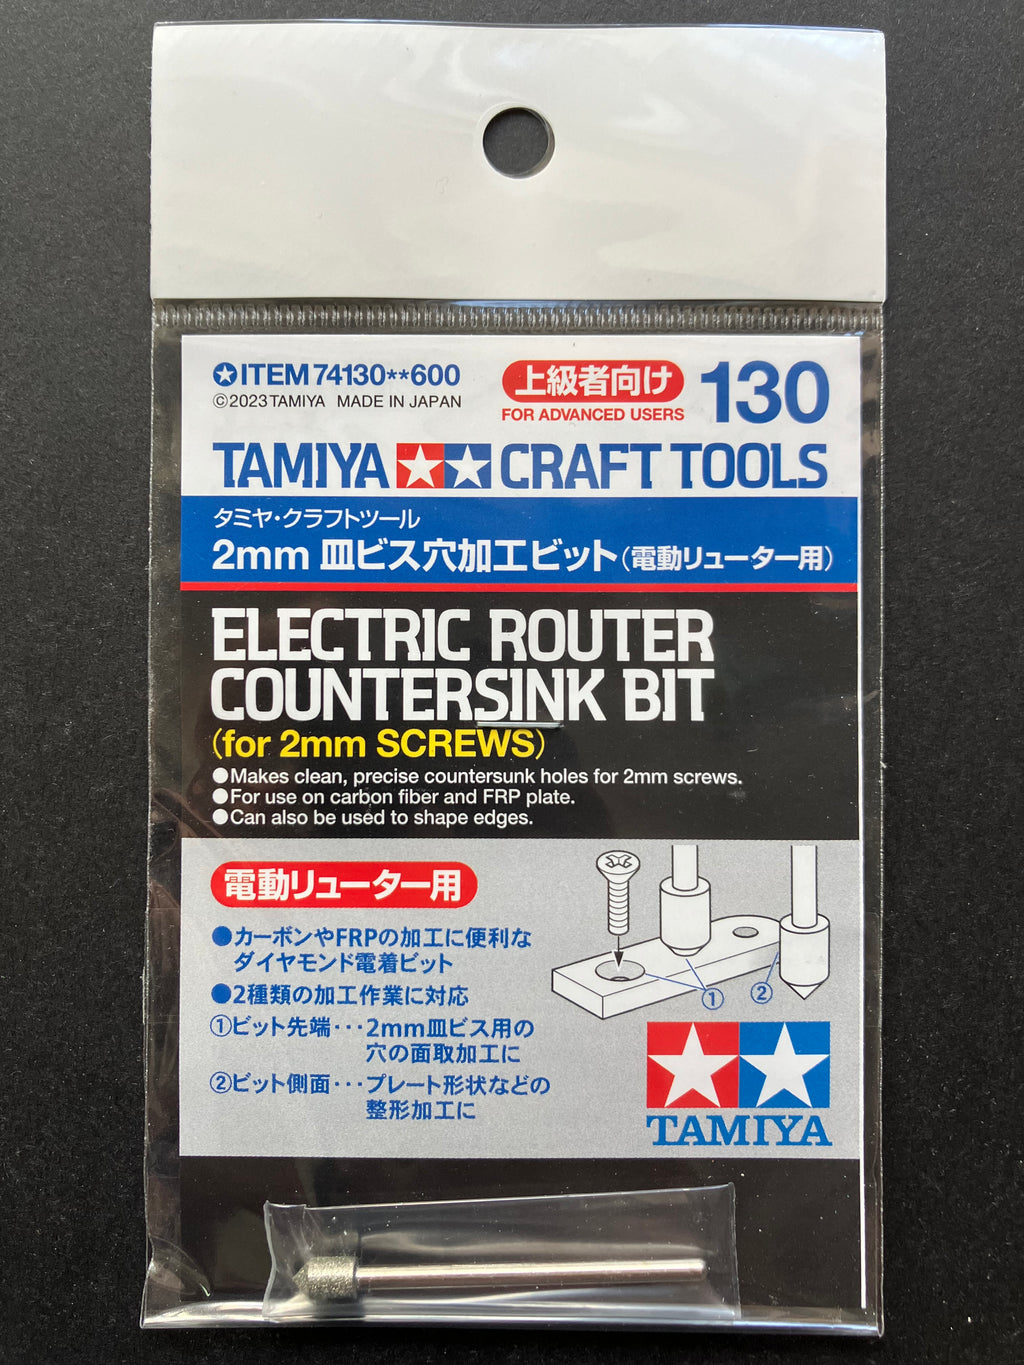 ✪ITEM 74130**600
©2023 TAMIYA MADE IN JAPAN
上級者向け
FOR ADVANCED USERS
130
TAMIYA CRAFT TOOLS
タミヤ・クラフトツール
2mm 皿ビス穴加工ビット(電動リューター用)
ELECTRIC ROUTER
COUNTERSINK BIT
(for 2mm SCREWS)
●Makes clean, precise countersunk holes for 2mm screws.
●For use on carbon fiber and FRP plate.
●Can also be used to shape edges.
電動リューター用
●カーボンやFRPの加工に便利な
ダイヤモンド電着ビット
●2種類の加工作業に対応
①ビット先端・・・2mm皿ビス用の
穴の面取加工に
②ビット側面・・・プレート形状などの
整形加工に
①
②
TAMIYA